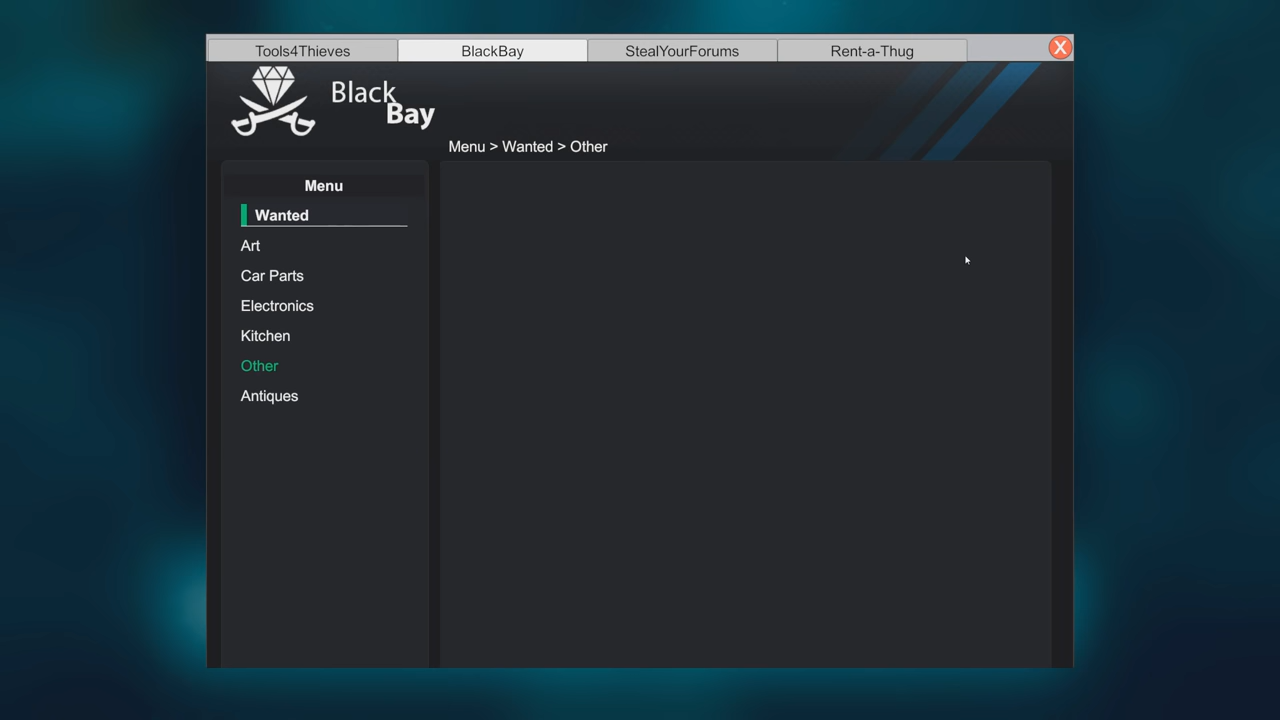 Tools4Thieves
BlackBay
StealYourForums
Rent-a-Thug
X
Black
Bay
Menu > Wanted > Other
Menu
Wanted
Art
Car Parts
Electronics
Kitchen
Other
Antiques